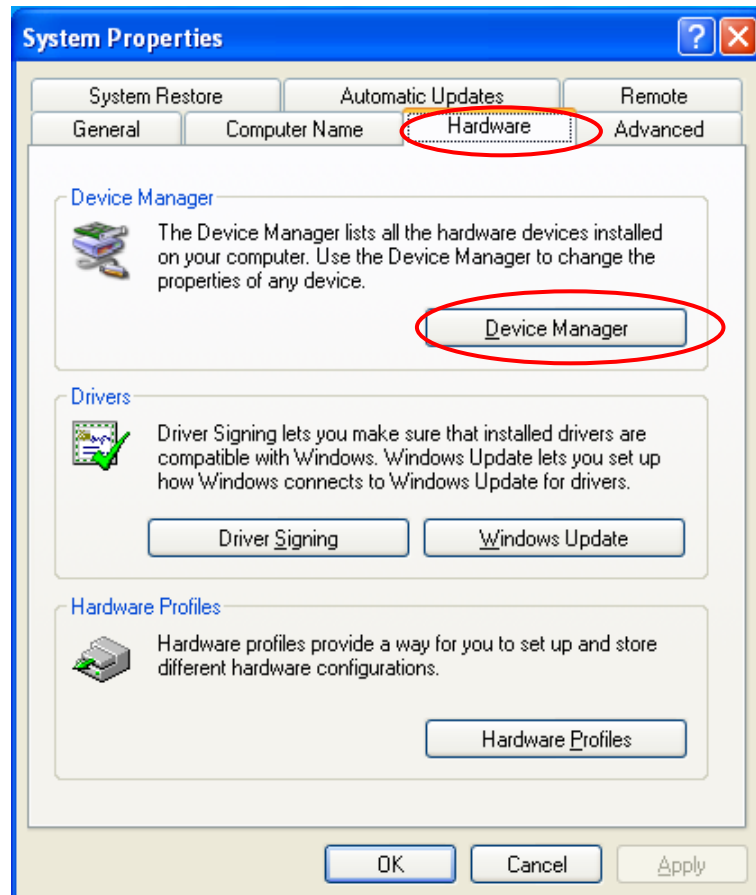 System Properties
System Restore Automatic Updates Remote
General Computer Name Hardware Advanced
Device Manager
The Device Manager lists all the hardware devices installed
on your computer. Use the Device Manager to change the
properties of any device.
Device Manager
Drivers
Driver Signing lets you make sure that installed drivers are
compatible with Windows. Windows Update lets you set up
how Windows connects to Windows Update for drivers.
Driver Signing Windows Update
Hardware Profiles
Hardware profiles provide a way for you to set up and store
different hardware configurations.
Hardware Profiles
OK Cancel Apply